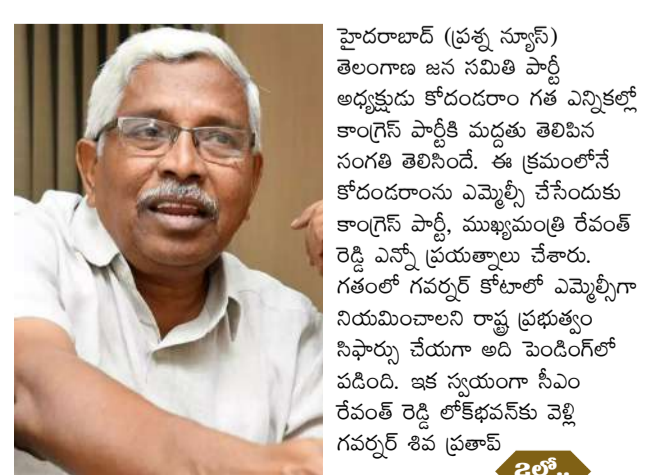 హైదరాబాద్ (ప్రశ్న న్యూస్)
తెలంగాణ జన సమితి పార్టీ
అధ్యక్షుడు కోదండరాం గత ఎన్నికల్లో
కాంగ్రెస్ పార్టీకి మద్దతు తెలిపిన
సంగతి తెలిసిందే. ఈ క్రమంలోనే
కోదండరాంను ఎమ్మెల్సీ చేసేందుకు
కాంగ్రెస్ పార్టీ, ముఖ్యమంత్రి రేవంత్
రెడ్డి ఎన్నో ప్రయత్నాలు చేశారు.
గతంలో గవర్నర్ కోటాలో ఎమ్మెల్సీగా
నియమించాలని రాష్ట్ర ప్రభుత్వం
సిఫార్సు చేయగా అది పెండింగ్‌లో
పడింది. ఇక స్వయంగా సీఎం
రేవంత్ రెడ్డి లోక్‌భవన్‌కు వెళ్లి
గవర్నర్ శివ ప్రతాప్